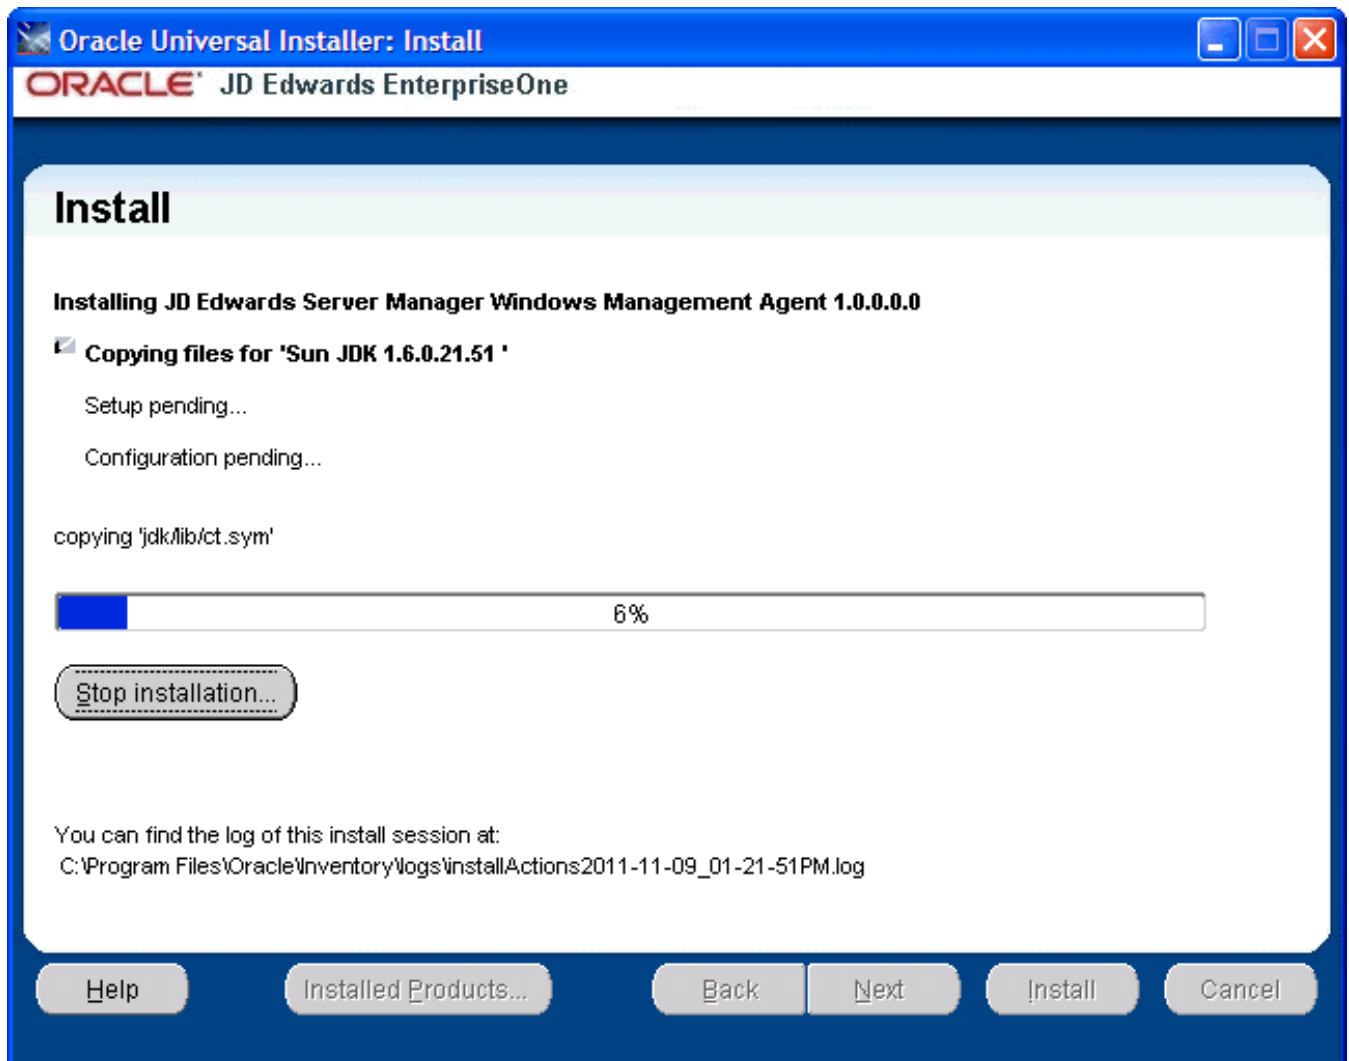 Oracle Universal Installer: Install
ORACLE JD Edwards EnterpriseOne
Install
Installing JD Edwards Server Manager Windows Management Agent 1.0.0.0.0
Copying files for 'Sun JDK 1.6.0.21.51 '
Setup pending...
Configuration pending...
copying 'jdk/lib/ct.sym'
6%
Stop installation...
You can find the log of this install session at:
C:\Program Files\Oracle\Inventory\logs\installActions2011-11-09_01-21-51PM.log
Help Installed Products... Back Next Install Cancel